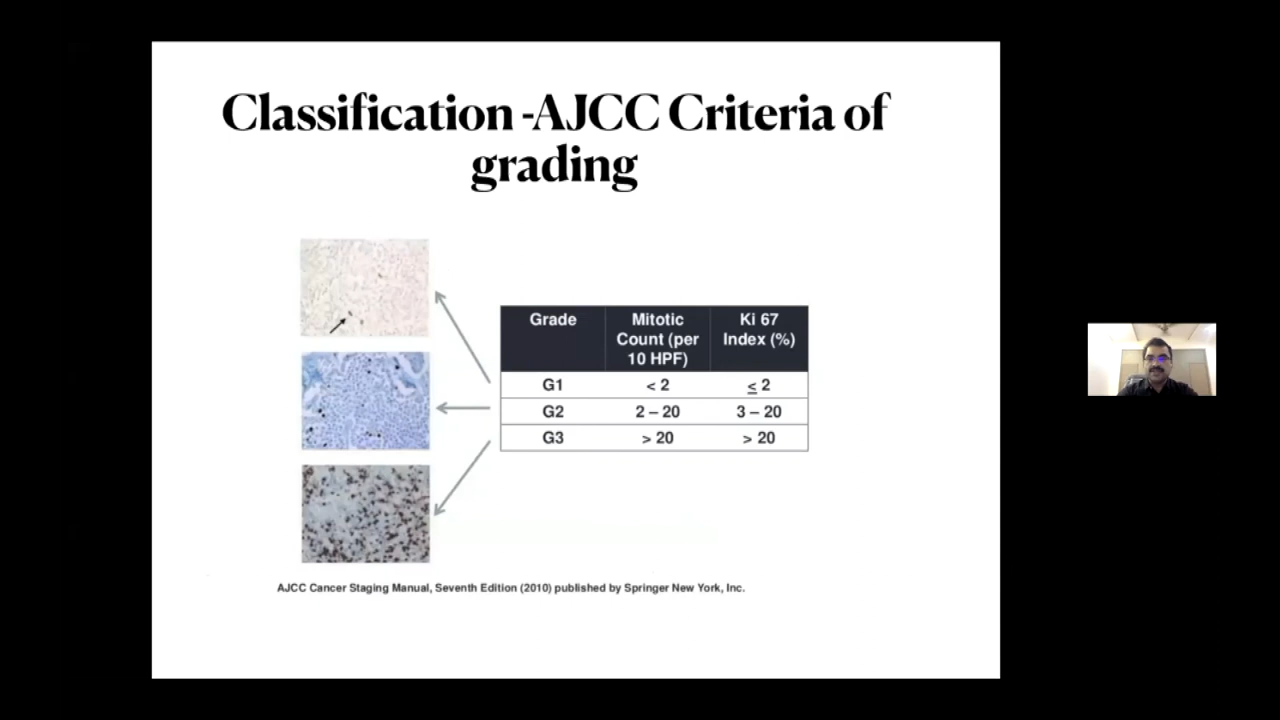 Classification -AJCC Criteria of
grading
Grade
Mitotic
Count (per
10 HPF)
Ki 67
Index (%)
G1
< 2
≤ 2
G2
2 – 20
3 – 20
G3
> 20
> 20
AJCC Cancer Staging Manual, Seventh Edition (2010) published by Springer New York, Inc.